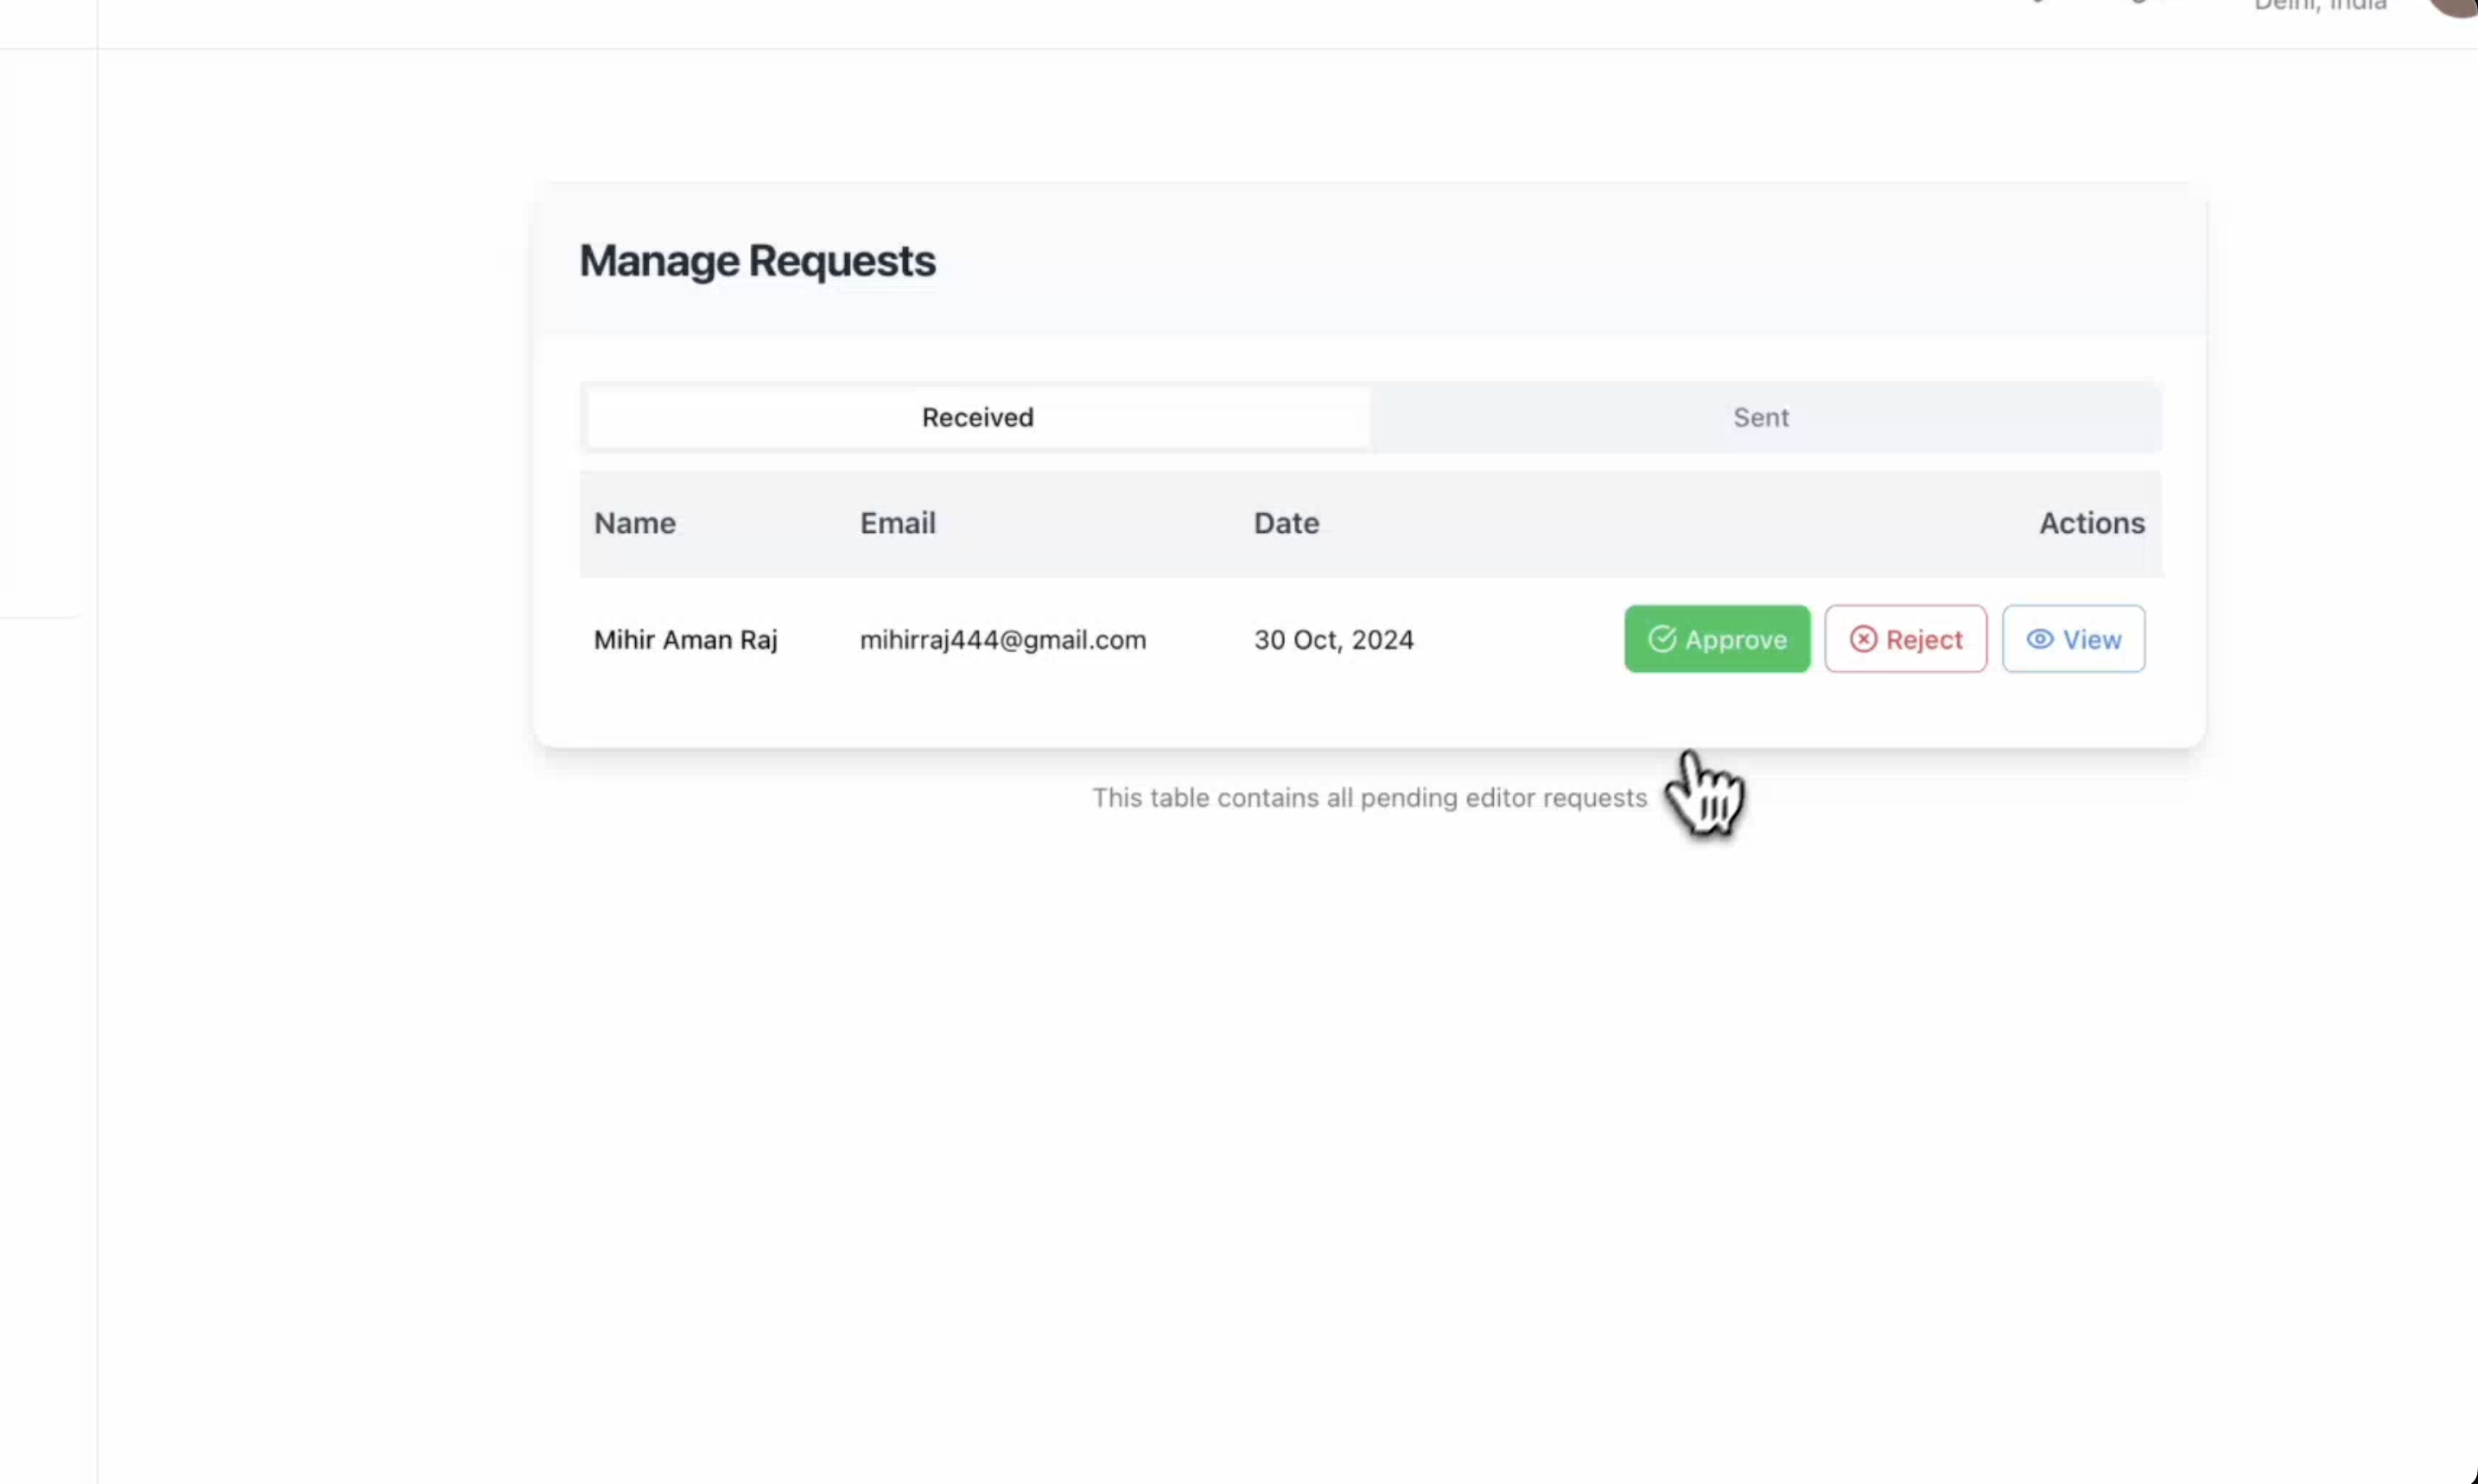 Delhi, India
Manage Requests
Received Sent
Name Email Date Actions
Mihir Aman Raj mihirraj444@gmail.com 30 Oct, 2024 Approve Reject View
This table contains all pending editor requests